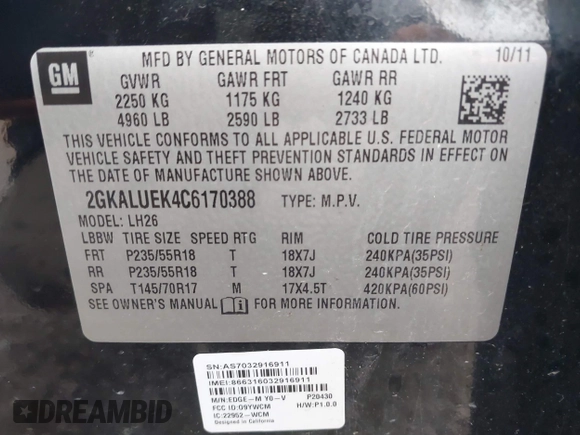 GM
MFD BY GENERAL MOTORS OF CANADA LTD. 10/11
GVWR GAWR FRT GAWR RR
2250 KG 1175 KG 1240 KG
4960 LB 2590 LB 2733 LB
THIS VEHICLE CONFORMS TO ALL APPLICABLE U.S. FEDERAL MOTOR
VEHICLE SAFETY AND THEFT PREVENTION STANDARDS IN EFFECT ON
THE DATE OF MANUFACTURE SHOWN ABOVE.
2GKALUEK4C6170388 TYPE: M.P.V.
MODEL: LH26
LBBW TIRE SIZE SPEED RTG RIM COLD TIRE PRESSURE
FRT P235/55R18 T 18X7J 240KPA(35PSI)
RR P235/55R18 T 18X7J 240KPA(35PSI)
SPA T145/70R17 M 17X4.5T 420KPA(60PSI)
SEE OWNER'S MANUAL FOR MORE INFORMATION.
SN:AS7032916911
IMEI:866316032916911
M/N:EDGE-M Y0-V P20430
FCC ID:O9YWCM H/W:P1.0.0
IC:22952-WCM
Designed in California
AMERICA'S AUTO AUCTION